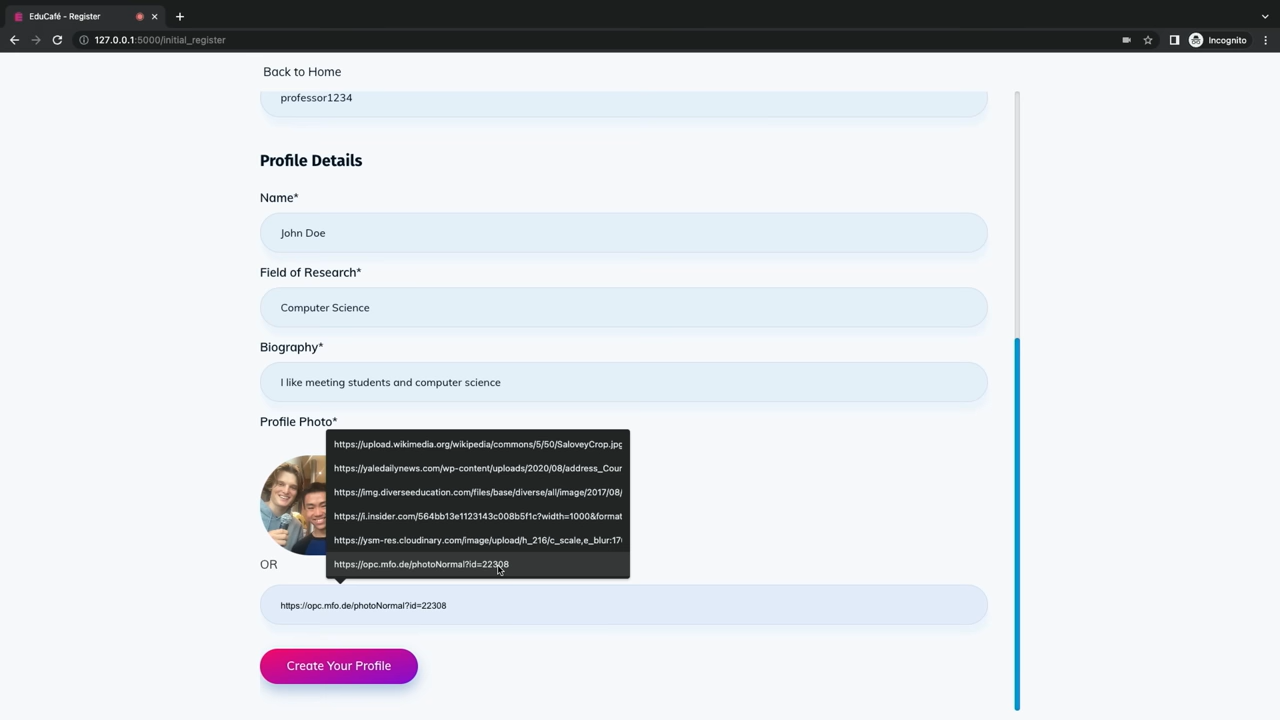 EduCafé - Register
127.0.0.1:5000/initial_register
Incognito
Back to Home
professor1234
Profile Details
Name*
John Doe
Field of Research*
Computer Science
Biography*
I like meeting students and computer science
Profile Photo*
https://upload.wikimedia.org/wikipedia/commons/5/50/SaloveyCrop.jpg
https://yaledailynews.com/wp-content/uploads/2020/08/address_Cour
https://img.diverseeducation.com/files/base/diverse/all/image/2017/08/
https://i.insider.com/564bb13e1123143c008b5f1c?width=1000&format
https://ysm-res.cloudinary.com/image/upload/h_216/c_scale,e_blur:17
https://opc.mfo.de/photoNormal?id=22308
OR
https://opc.mfo.de/photoNormal?id=22308
Create Your Profile